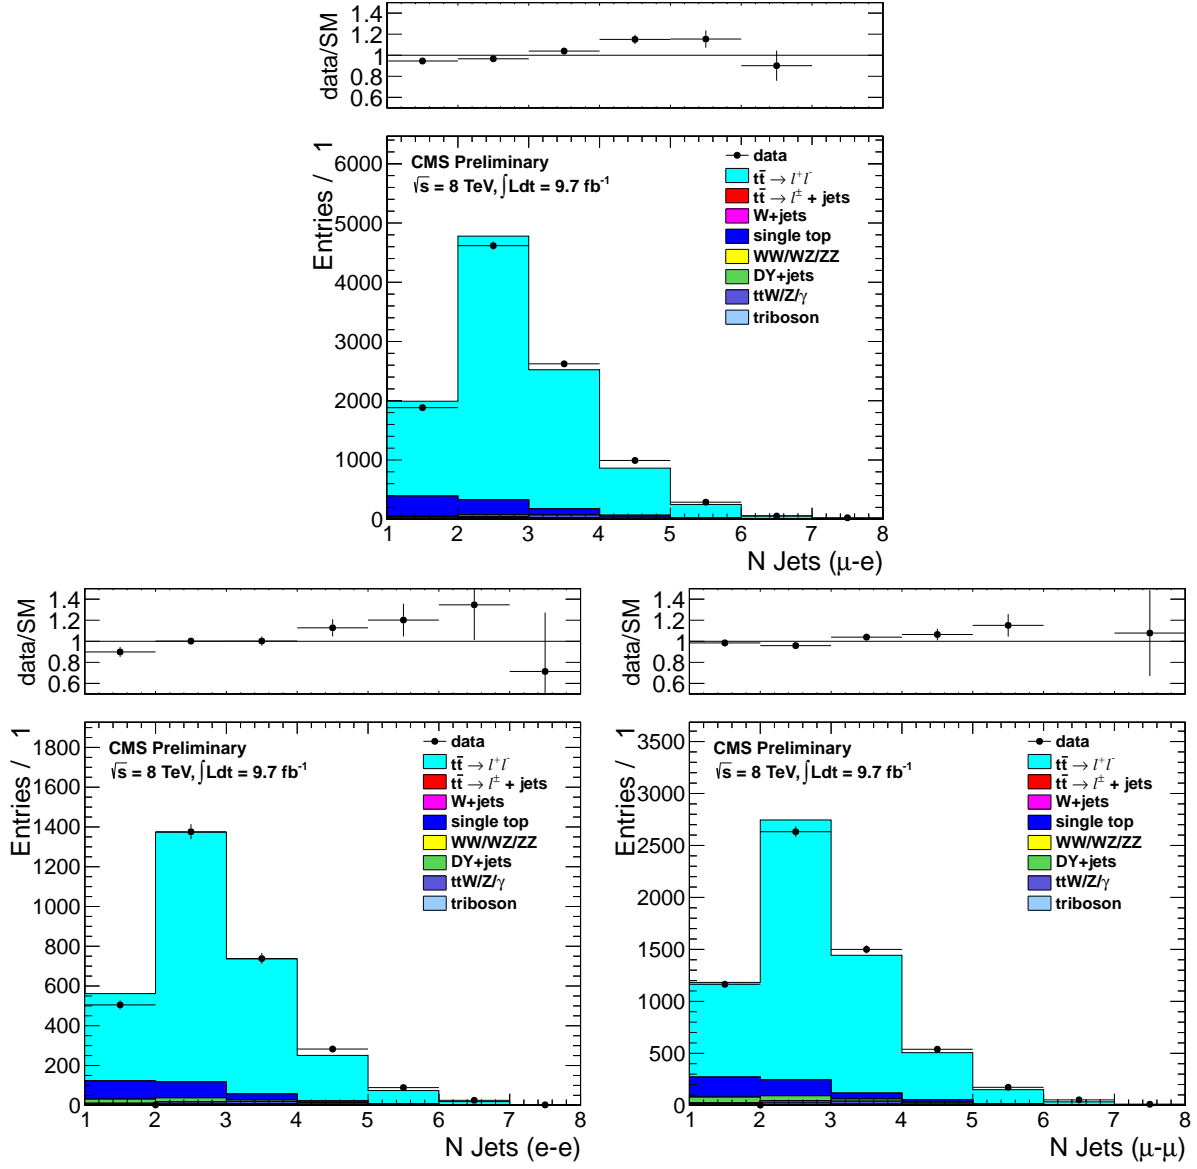 1.4
1.2
1
0.8
0.6
data/SM
Entries / 1
6000
5000
4000
3000
2000
1000
0
CMS Preliminary
√s = 8 TeV, ∫Ldt = 9.7 fb⁻¹
data
tt̄ → l⁺l⁻
tt̄ → l± + jets
W+jets
single top
WW/WZ/ZZ
DY+jets
ttW/Z/γ
triboson
1 2 3 4 5 6 7 8
N Jets (μ-e)
1.4
1.2
1
0.8
0.6
data/SM
Entries / 1
1800
1600
1400
1200
1000
800
600
400
200
0
CMS Preliminary
√s = 8 TeV, ∫Ldt = 9.7 fb⁻¹
data
tt̄ → l⁺l⁻
tt̄ → l± + jets
W+jets
single top
WW/WZ/ZZ
DY+jets
ttW/Z/γ
triboson
1 2 3 4 5 6 7 8
N Jets (e-e)
1.4
1.2
1
0.8
0.6
data/SM
Entries / 1
3500
3000
2500
2000
1500
1000
500
0
CMS Preliminary
√s = 8 TeV, ∫Ldt = 9.7 fb⁻¹
data
tt̄ → l⁺l⁻
tt̄ → l± + jets
W+jets
single top
WW/WZ/ZZ
DY+jets
ttW/Z/γ
triboson
1 2 3 4 5 6 7 8
N Jets (μ-μ)